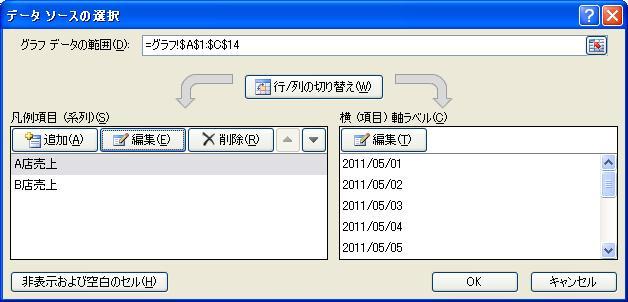 データ ソースの選択
グラフ データの範囲(D): =グラフ!$A$1:$C$14
行/列の切り替え(W)
凡例項目 (系列)(S)
横 (項目) 軸ラベル(C)
追加(A) 編集(E) 削除(R)
編集(T)
A店売上
B店売上
2011/05/01
2011/05/02
2011/05/03
2011/05/04
2011/05/05
非表示および空白のセル(H)
OK
キャンセル